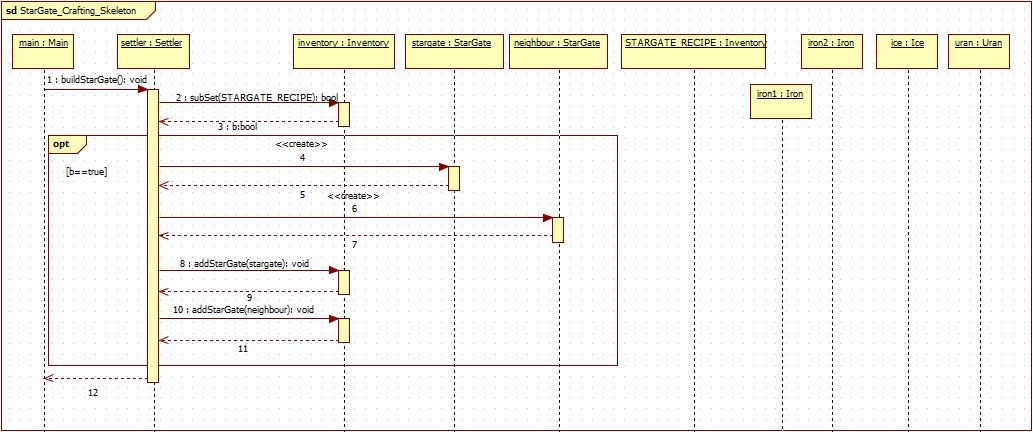 sd StarGate_Crafting_Skeleton
main : Main
settler : Settler
inventory : Inventory
stargate : StarGate
neighbour : StarGate
STARGATE_RECIPE : Inventory
iron2 : Iron
ice : Ice
uran : Uran
1 : buildStarGate(): void
iron1 : Iron
2 : subSet(STARGATE_RECIPE): bool
3 : b:bool
opt
<<create>>
4
[b==true]
5
<<create>>
6
7
8 : addStarGate(stargate): void
9
10 : addStarGate(neighbour): void
11
12